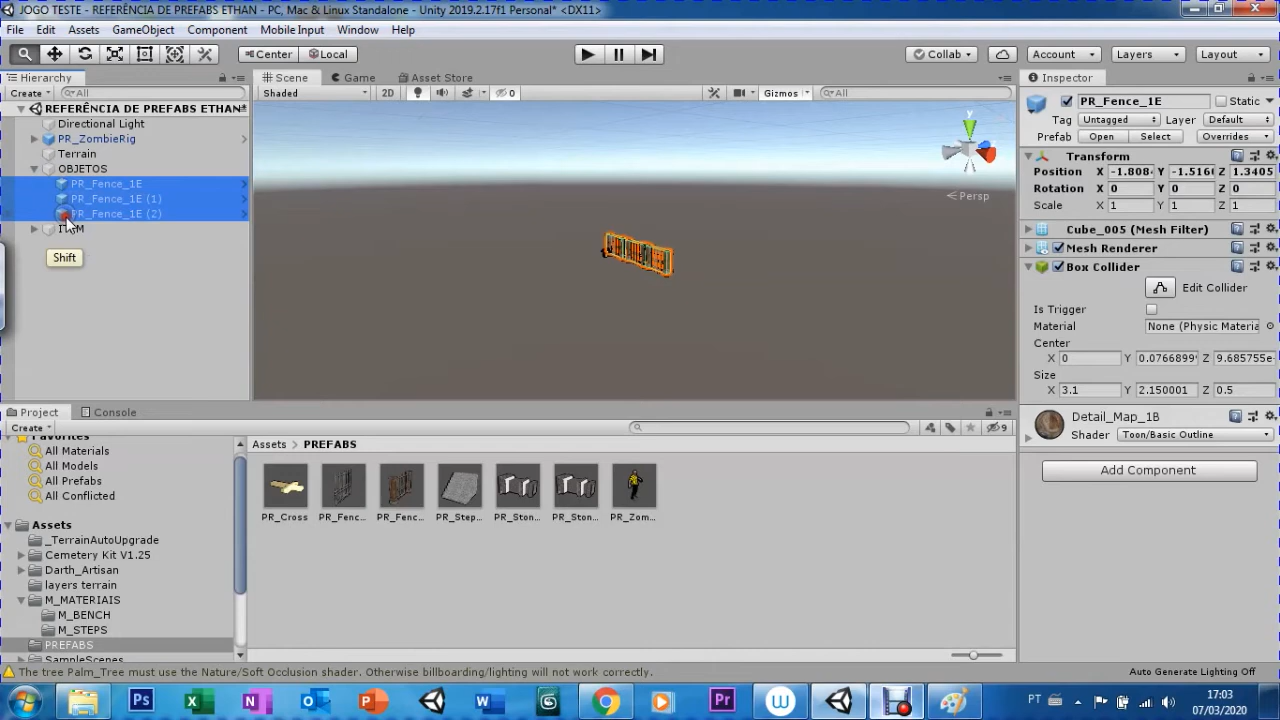 JOGO TESTE - REFERÊNCIA DE PREFABS ETHAN - PC, Mac & Linux Standalone - Unity 2019.2.17f1 Personal* <DX11>
File Edit Assets GameObject Component Mobile Input Window Help
Center Local Collab Account Layers Layout
Hierarchy Scene Game Asset Store Inspector
Create All Shaded 2D 0 Gizmos All
REFERÊNCIA DE PREFABS ETHAN
Directional Light
PR_ZombieRig
Terrain
OBJETOS
PR_Fence_1E
PR_Fence_1E (1)
PR_Fence_1E (2)
Shift
y
Persp
PR_Fence_1E Static
Tag Untagged Layer Default
Prefab Open Select Overrides
Transform
Position X -1.808 Y -1.516 Z 1.3405
Rotation X 0 Y 0 Z 0
Scale X 1 Y 1 Z 1
Cube_005 (Mesh Filter)
Mesh Renderer
Box Collider
Edit Collider
Is Trigger
Material None (Physic Materia
Center
X 0 Y 0.0766899 Z 9.685755e
Size
X 3.1 Y 2.150001 Z 0.5
Detail_Map_1B
Shader Toon/Basic Outline
Add Component
Project Console
Create 9
Favorites
All Materials
All Models
All Prefabs
All Conflicted
Assets
_TerrainAutoUpgrade
Cemetery Kit V1.25
Darth_Artisan
layers terrain
M_MATERIAIS
M_BENCH
M_STEPS
PREFABS
SampleScenes
Assets PREFABS
PR_Cross PR_Fenc... PR_Fenc... PR_Step... PR_Ston... PR_Ston... PR_Zom...
The tree Palm_Tree must use the Nature/Soft Occlusion shader. Otherwise billboarding/lighting will not work correctly.
Auto Generate Lighting Off
Ps Pr PT
17:03
07/03/2020